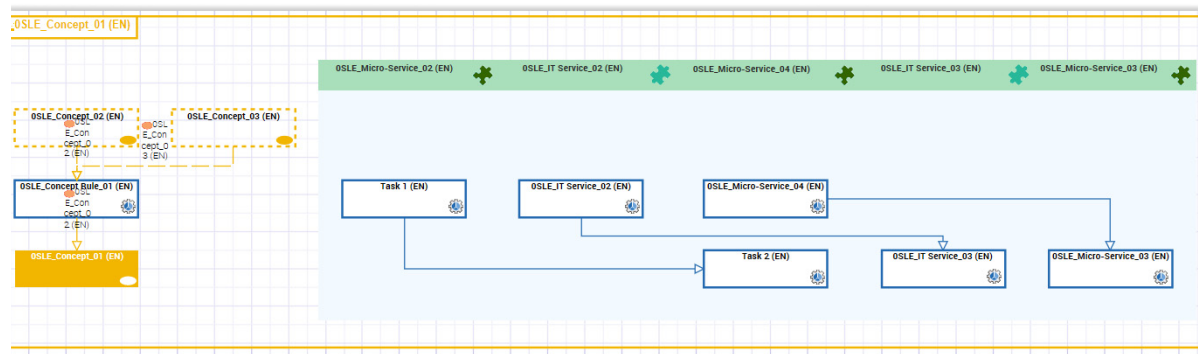 _0SLE_Concept_01 (EN)
0SLE_Micro-Service_02 (EN)
0SLE_IT Service_02 (EN)
0SLE_Micro-Service_04 (EN)
0SLE_IT Service_03 (EN)
0SLE_Micro-Service_03 (EN)
0SLE_Concept_02 (EN)
0SL
E_Con
cept_0
2 (EN)
0SL
E_Con
cept_0
3 (EN)
0SLE_Concept_03 (EN)
0SLE_Concept Rule_01 (EN)
0SL
E_Con
cept_0
2 (EN)
Task 1 (EN)
0SLE_IT Service_02 (EN)
0SLE_Micro-Service_04 (EN)
0SLE_Concept_01 (EN)
Task 2 (EN)
0SLE_IT Service_03 (EN)
0SLE_Micro-Service_03 (EN)